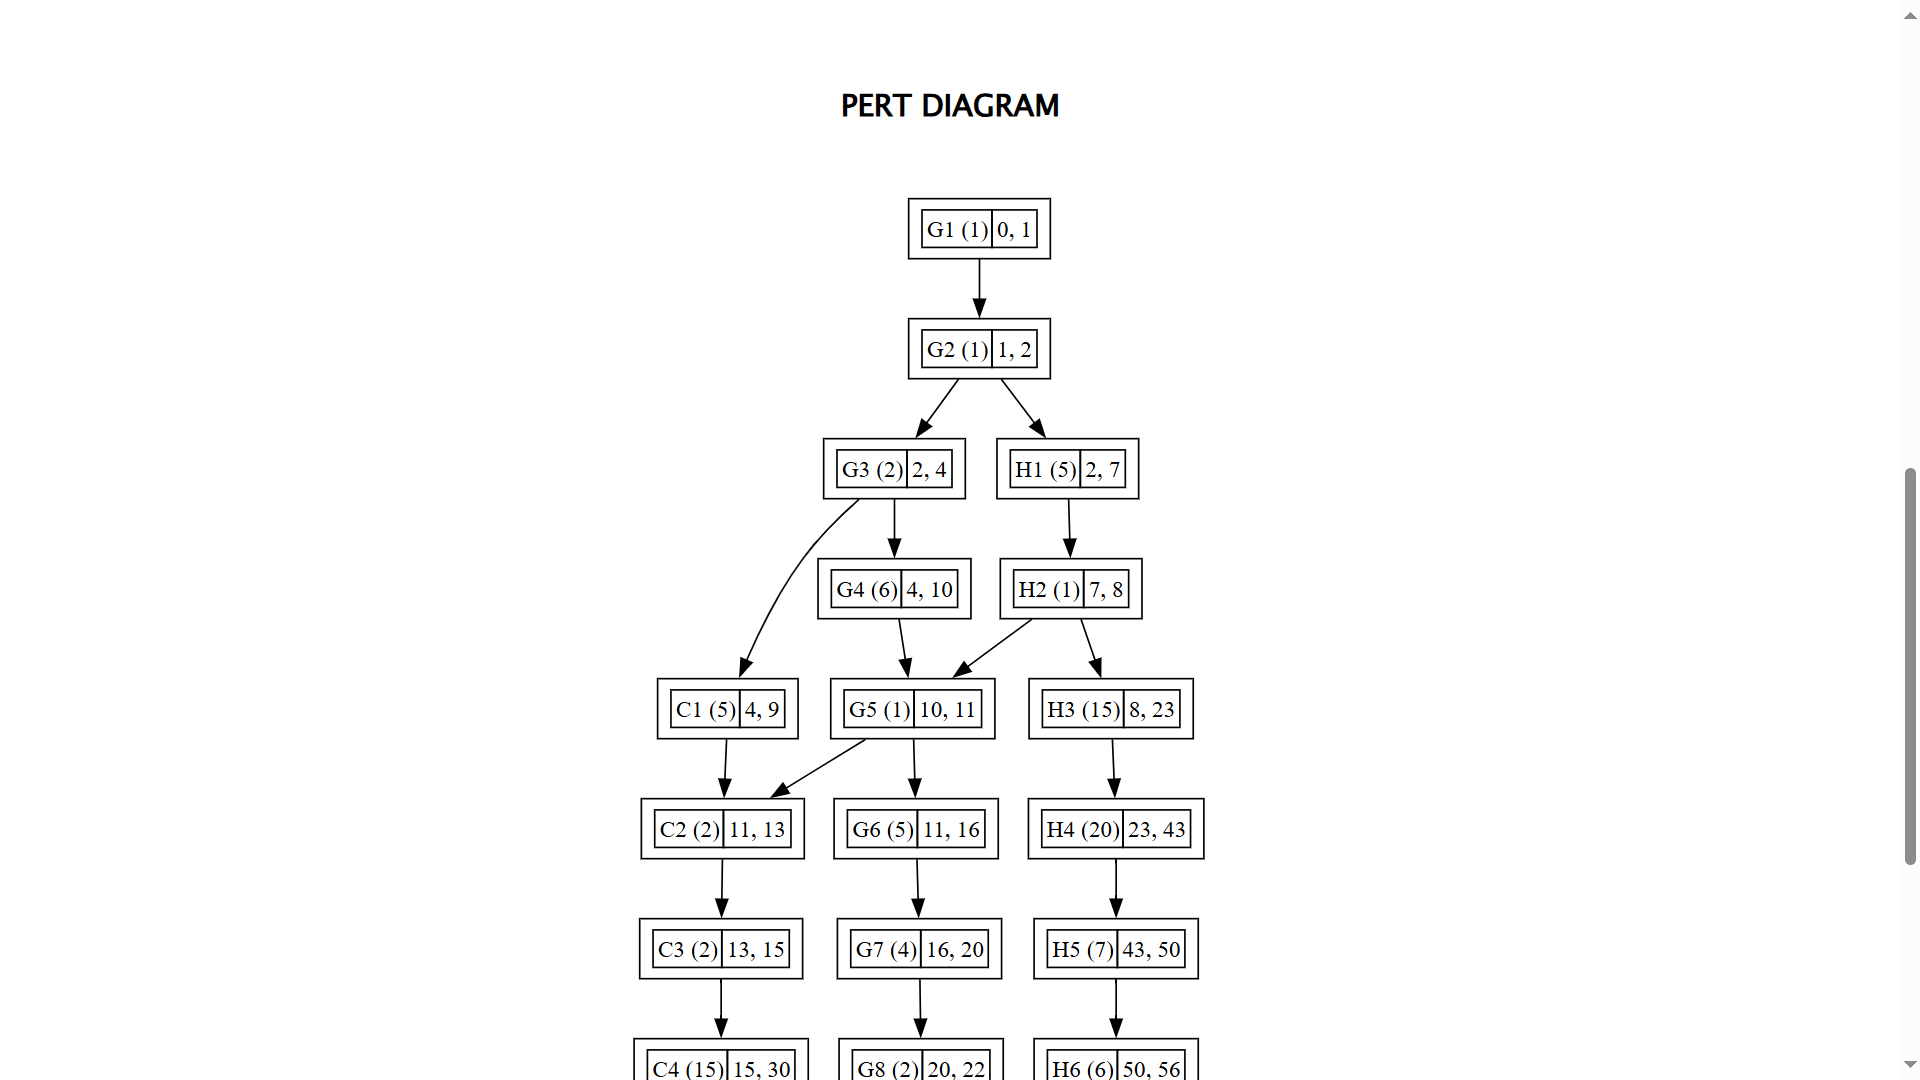 PERT DIAGRAM
G1 (1) 0, 1
G2 (1) 1, 2
G3 (2) 2, 4
H1 (5) 2, 7
G4 (6) 4, 10
H2 (1) 7, 8
C1 (5) 4, 9
G5 (1) 10, 11
H3 (15) 8, 23
C2 (2) 11, 13
G6 (5) 11, 16
H4 (20) 23, 43
C3 (2) 13, 15
G7 (4) 16, 20
H5 (7) 43, 50
C4 (15) 15, 30
G8 (2) 20, 22
H6 (6) 50, 56